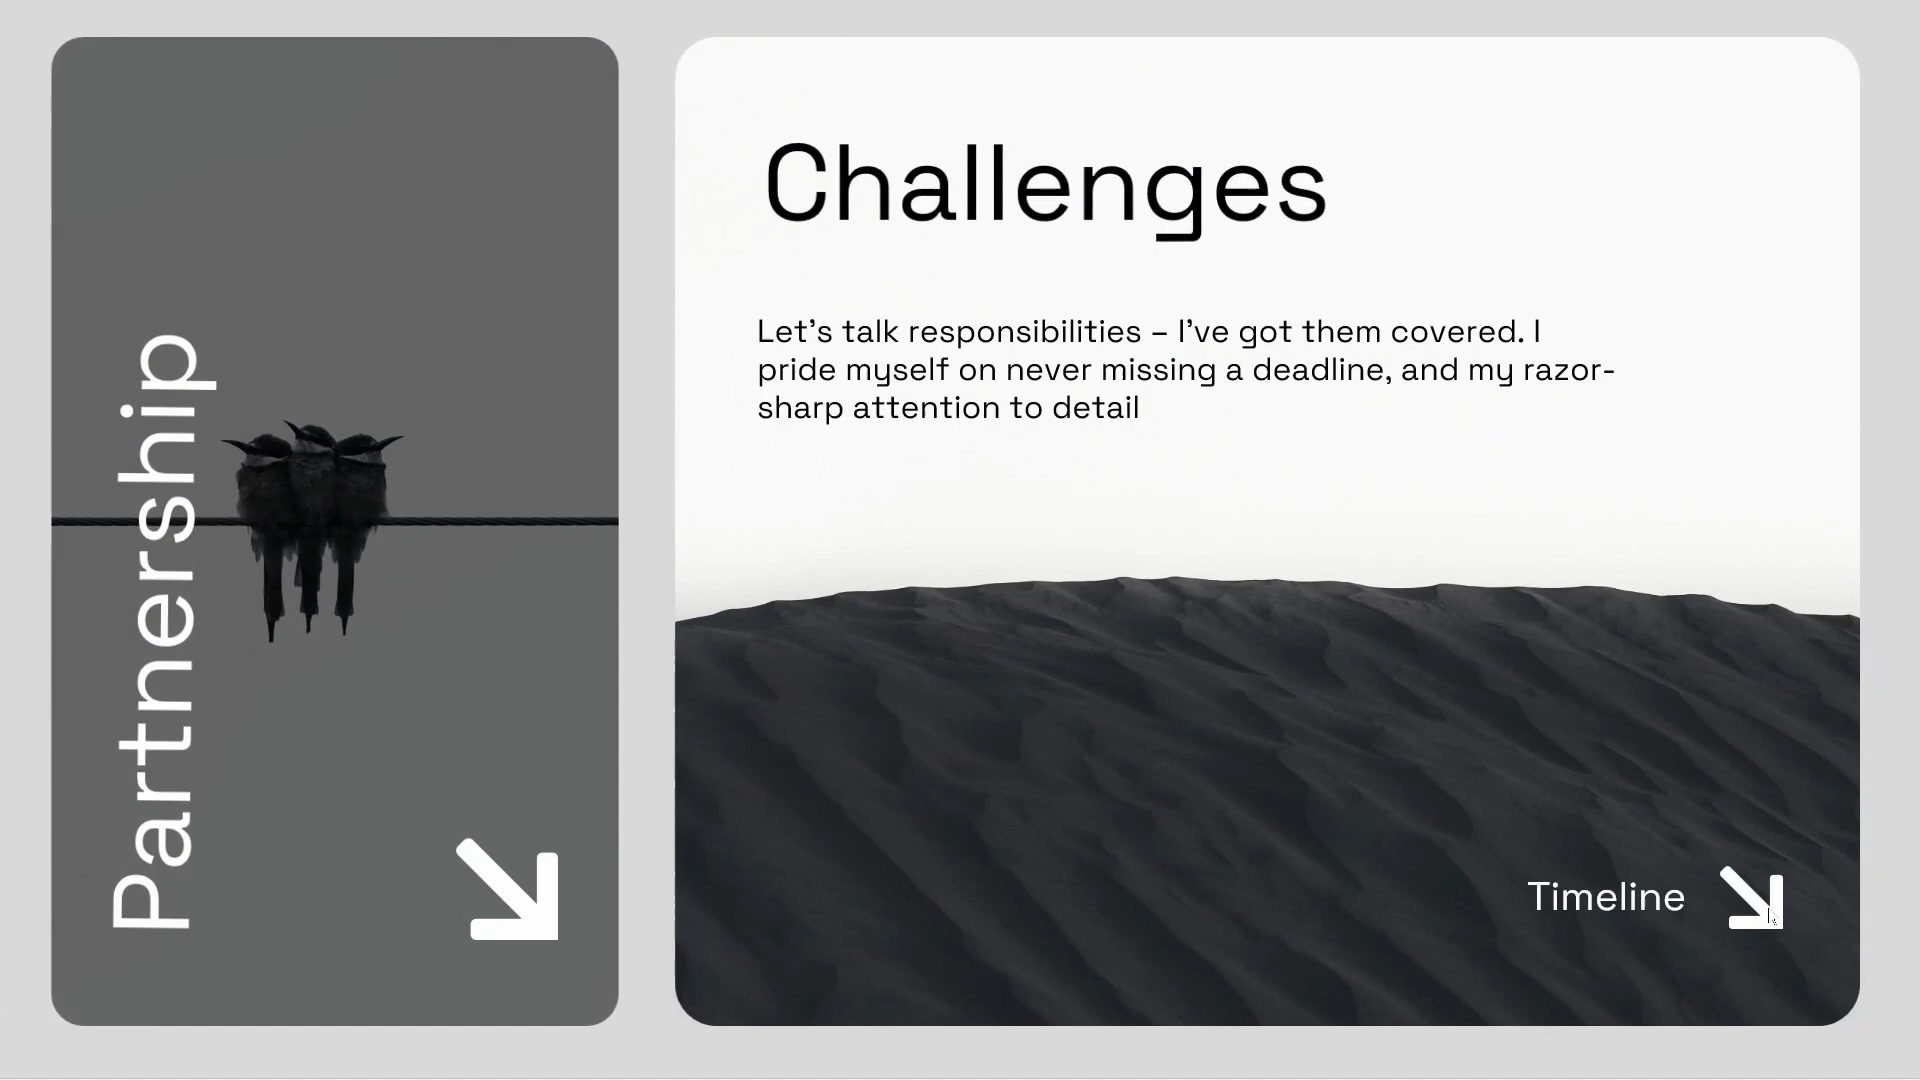 Partnership
Challenges
Let's talk responsibilities – I've got them covered. I
pride myself on never missing a deadline, and my razor-
sharp attention to detail
Timeline